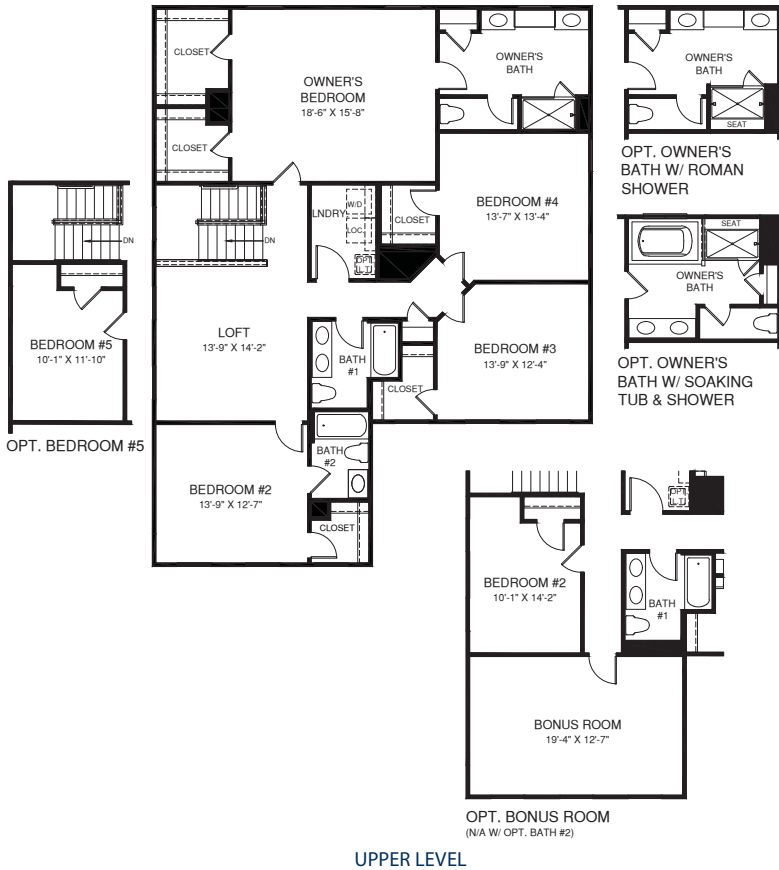 CLOSET
OWNER'S
BEDROOM
18'-6" X 15'-8"
OWNER'S
BATH
CLOSET
LNDRY
W/D
LOC.
OPT
L.T.
CLOSET
BEDROOM #4
13'-7" X 13'-4"
DN
LOFT
13'-9" X 14'-2"
BATH
#1
CLOSET
BEDROOM #3
13'-9" X 12'-4"
BATH
#2
BEDROOM #2
13'-9" X 12'-7"
CLOSET
DN
BEDROOM #5
10'-1" X 11'-10"
OPT. BEDROOM #5
OWNER'S
BATH
SEAT
OPT. OWNER'S
BATH W/ ROMAN
SHOWER
SEAT
OWNER'S
BATH
OPT. OWNER'S
BATH W/ SOAKING
TUB & SHOWER
OPT
L.T.
BEDROOM #2
10'-1" X 14'-2"
BATH
#1
BONUS ROOM
19'-4" X 12'-7"
OPT. BONUS ROOM
(N/A W/ OPT. BATH #2)
UPPER LEVEL